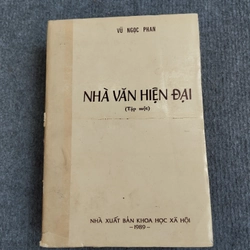 VŨ NGỌC PHAN
NHÀ VĂN HIỆN ĐẠI
(Tập một)
NHÀ XUẤT BẢN KHOA HỌC XÃ HỘI
—1989—